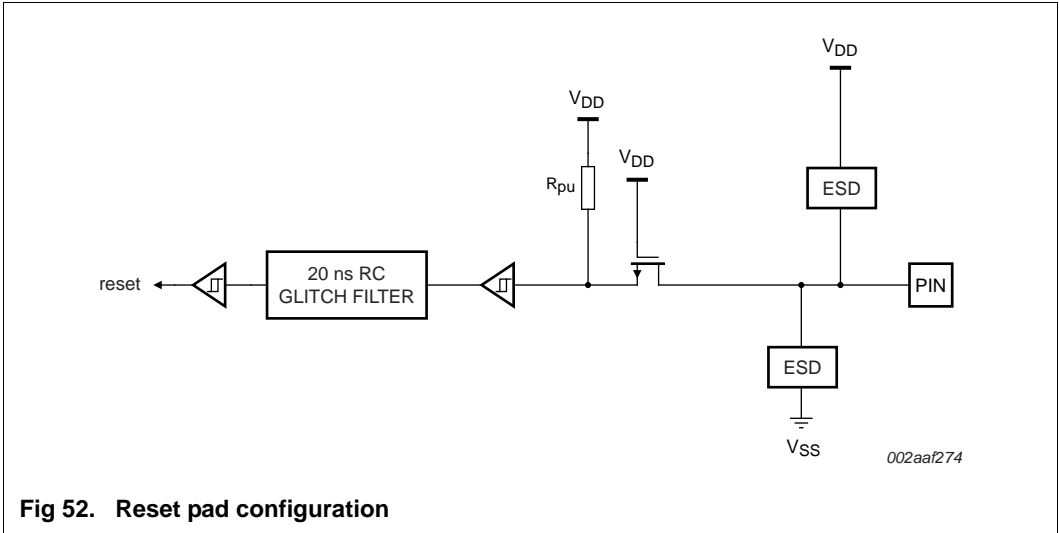 VDD
VDD
VDD
Rpu
ESD
reset
20 ns RC
GLITCH FILTER
PIN
ESD
VSS
002aaf274
Fig 52. Reset pad configuration